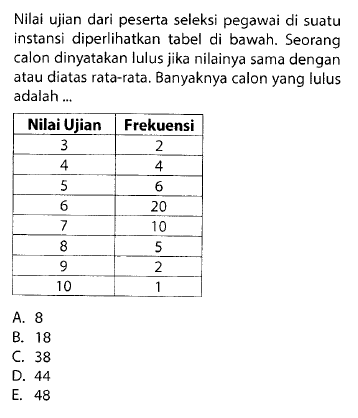 Nilai ujian dari peserta seleksi pegawai di suatu
instansi diperlihatkan tabel di bawah. Seorang
calon dinyatakan lulus jika nilainya sama dengan
atau diatas rata-rata. Banyaknya calon yang lulus
adalah ...
Nilai Ujian Frekuensi
3 2
4 4
5 6
6 20
7 10
8 5
9 2
10 1
A. 8
B. 18
C. 38
D. 44
E. 48